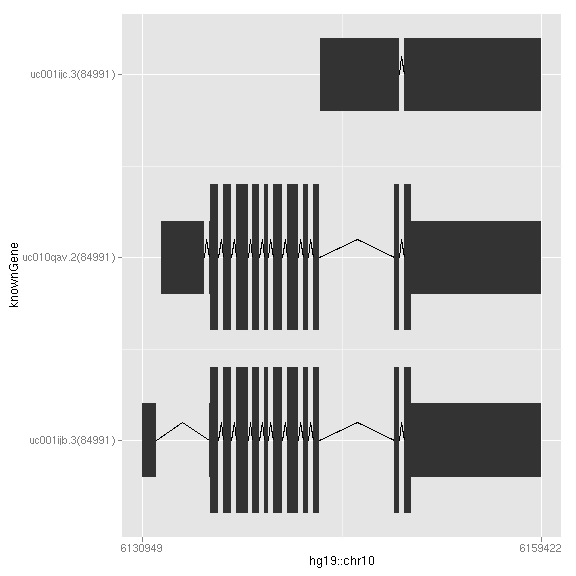 uc001ijc.3(84991)
uc010qav.2(84991)
uc001ijb.3(84991)
knownGene
6130949
6159422
hg19::chr10